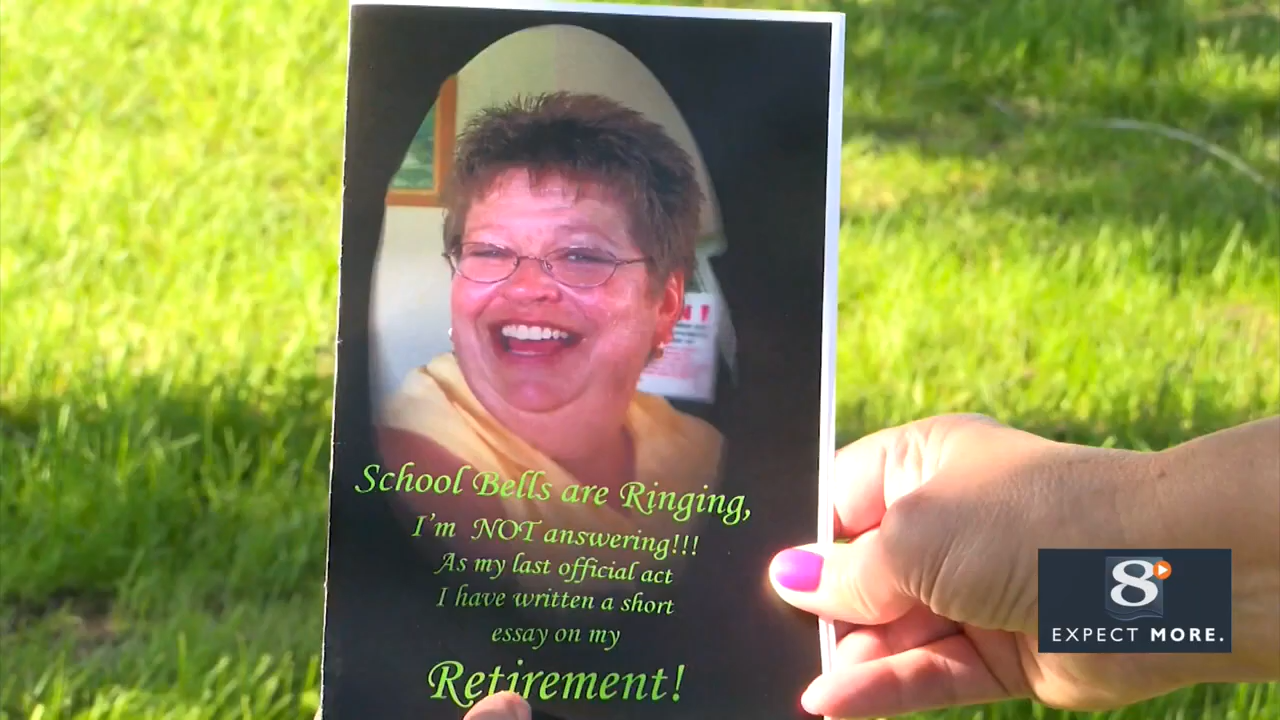 School Bells are Ringing,
I'm NOT answering!!!
As my last official act
I have written a short
essay on my
Retirement!
8
EXPECT MORE.